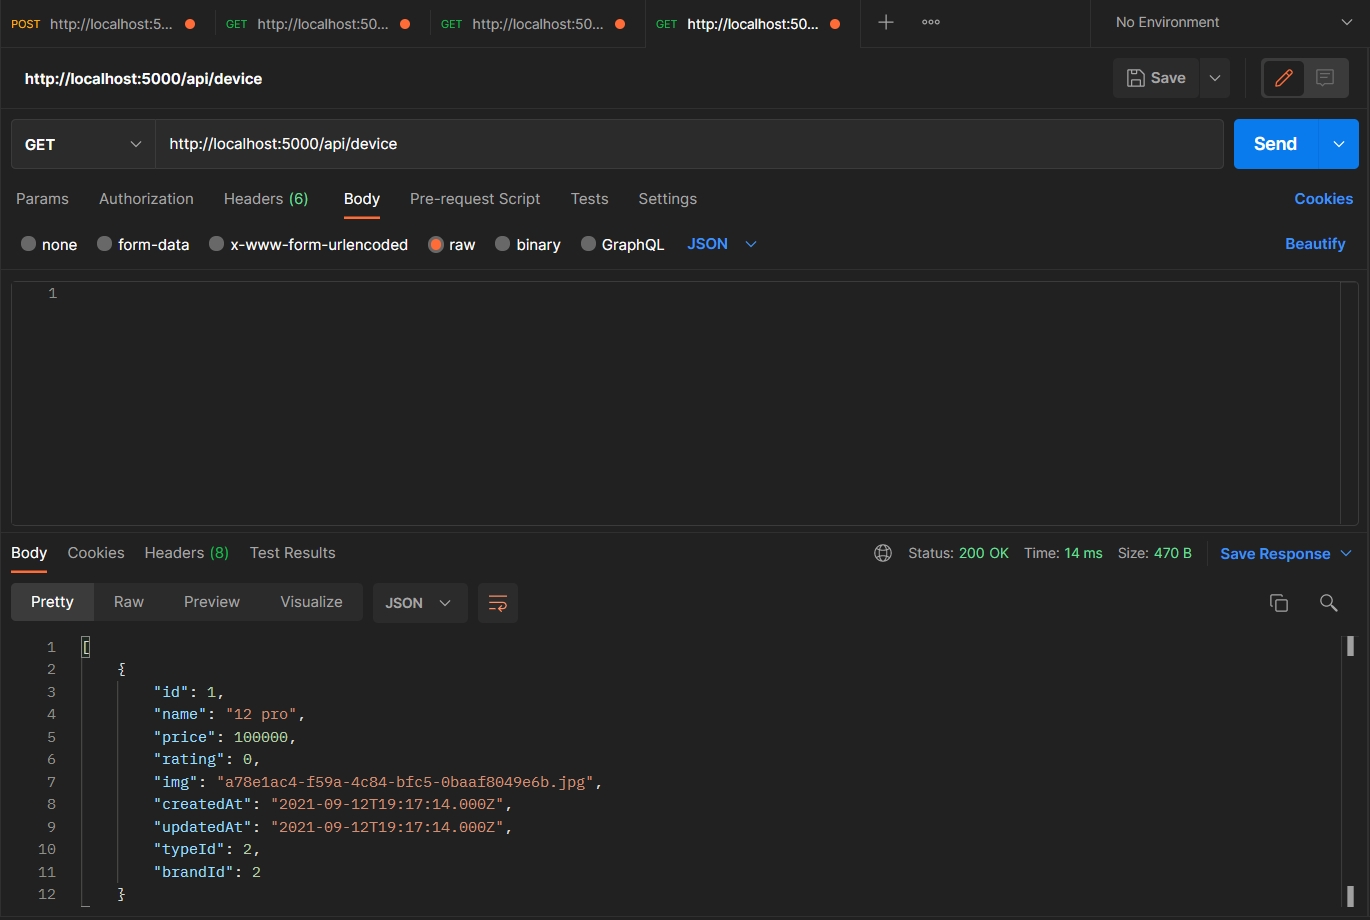 POST http://localhost:5... GET http://localhost:50... GET http://localhost:50... GET http://localhost:50... No Environment
http://localhost:5000/api/device Save
GET http://localhost:5000/api/device Send
Params Authorization Headers (6) Body Pre-request Script Tests Settings Cookies
none form-data x-www-form-urlencoded raw binary GraphQL JSON Beautify
1
Body Cookies Headers (8) Test Results Status: 200 OK Time: 14 ms Size: 470 B Save Response
Pretty Raw Preview Visualize JSON
1 [
2 {
3 "id": 1,
4 "name": "12 pro",
5 "price": 100000,
6 "rating": 0,
7 "img": "a78e1ac4-f59a-4c84-bfc5-0baaf8049e6b.jpg",
8 "createdAt": "2021-09-12T19:17:14.000Z",
9 "updatedAt": "2021-09-12T19:17:14.000Z",
10 "typeId": 2,
11 "brandId": 2
12 }